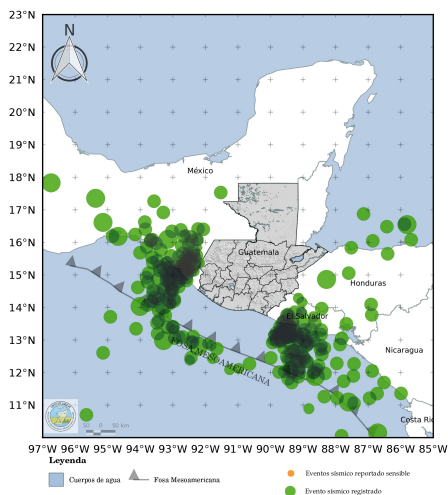 23°N
22°N
21°N
20°N
19°N
18°N
17°N
16°N
15°N
14°N
13°N
12°N
11°N
N
México
Guatemala
Honduras
El Salvador
Nicaragua
FOSA MESOAMERICANA
Costa Ric
50 0 50 km
97°W 96°W 95°W 94°W 93°W 92°W 91°W 90°W 89°W 88°W 87°W 86°W 85°W
Leyenda
Cuerpos de agua
Fosa Mesoamericana
Eventos sísmico reportado sensible
Evento sísmico registrado